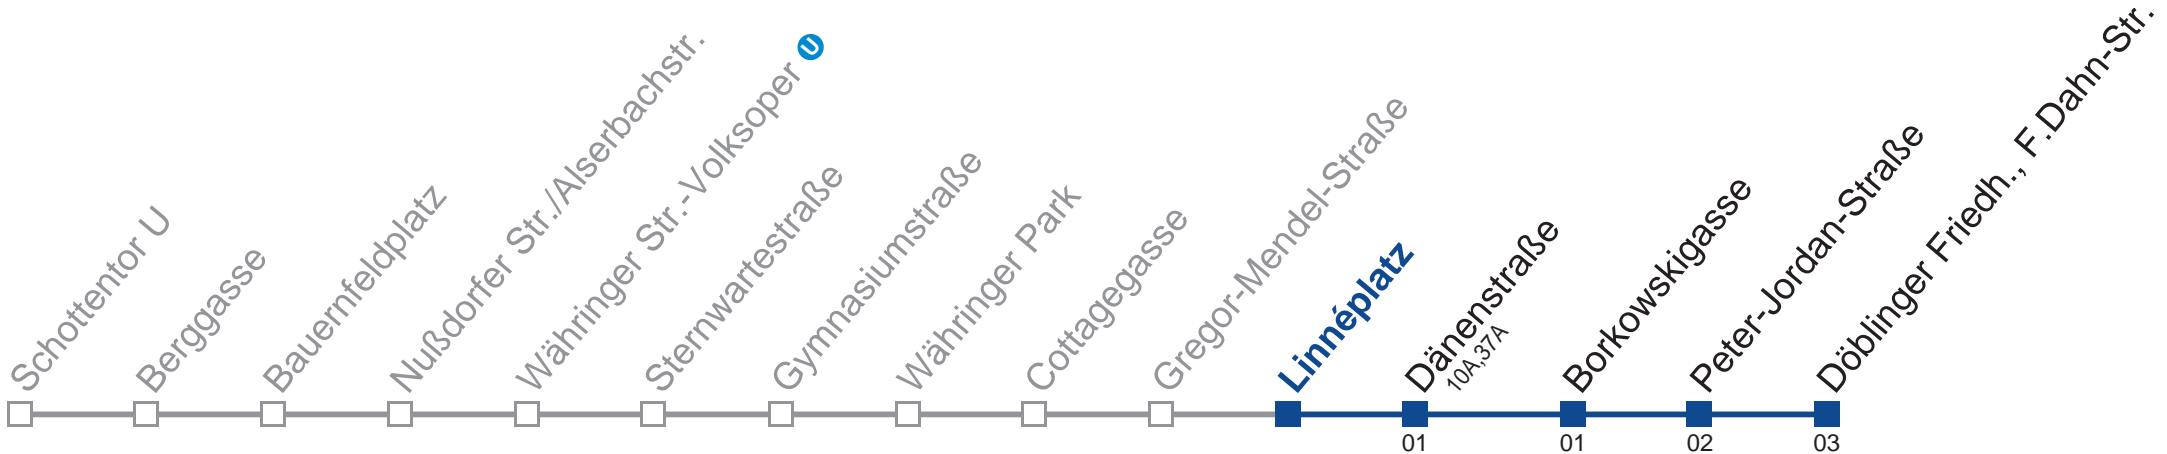 Schottentor U
Berggasse
Bauernfeldplatz
Nußdorfer Str./Alserbachstr.
Währinger Str.-Volksoper U
Sternwartestraße
Gymnasiumstraße
Währinger Park
Cottagegasse
Gregor-Mendel-Straße
Linnéplatz
Dänenstraße
10A,37A
Borkowskigasse
Peter-Jordan-Straße
Döblinger Friedh., F.Dahn-Str.
01
01
02
03